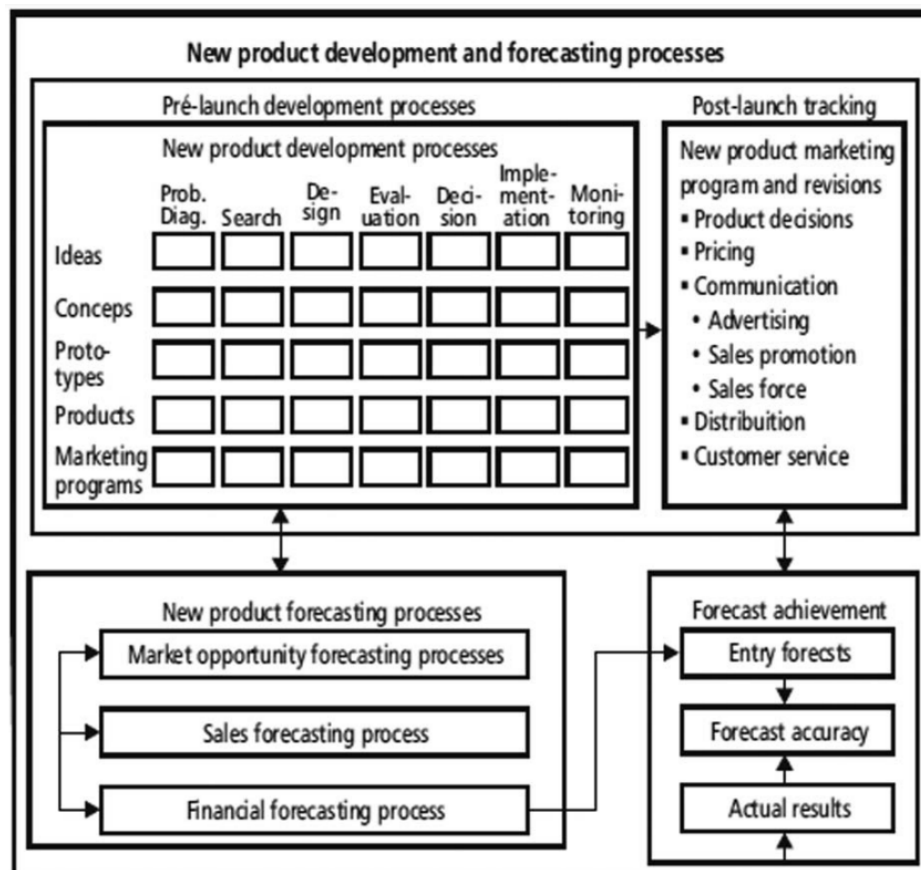 New product development and forecasting processes
Pré-launch development processes
Post-launch tracking
New product development processes
Prob.
Diag.
Search
De-
sign
Eval-
uation
Deci-
sion
Imple-
ment-
ation
Moni-
toring
Ideas
Conceps
Proto-
types
Products
Marketing
programs
New product marketing
program and revisions
▪ Product decisions
▪ Pricing
▪ Communication
• Advertising
• Sales promotion
• Sales force
▪ Distribuition
▪ Customer service
New product forecasting processes
Market opportunity forecasting processes
Sales forecasting process
Financial forecasting process
Forecast achievement
Entry forecsts
Forecast accuracy
Actual results